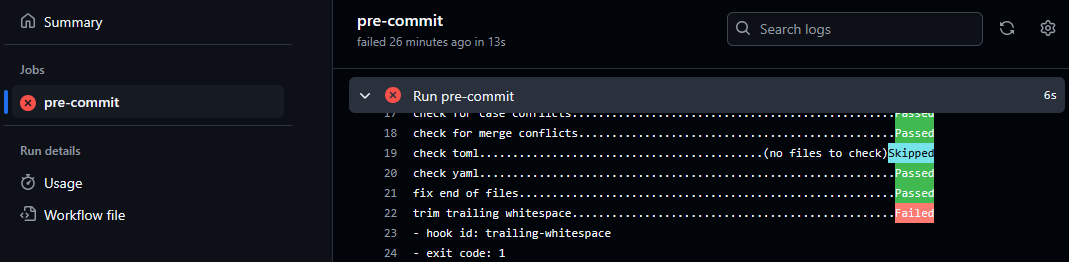 Summary
Jobs
pre-commit
Run details
Usage
Workflow file
pre-commit
failed 26 minutes ago in 13s
Search logs
Run pre-commit 6s
17 check for case conflicts................................................Passed
18 check for merge conflicts................................................Passed
19 check toml...........................................(no files to check)Skipped
20 check yaml...............................................................Passed
21 fix end of files.........................................................Passed
22 trim trailing whitespace.................................................Failed
23 - hook id: trailing-whitespace
24 - exit code: 1